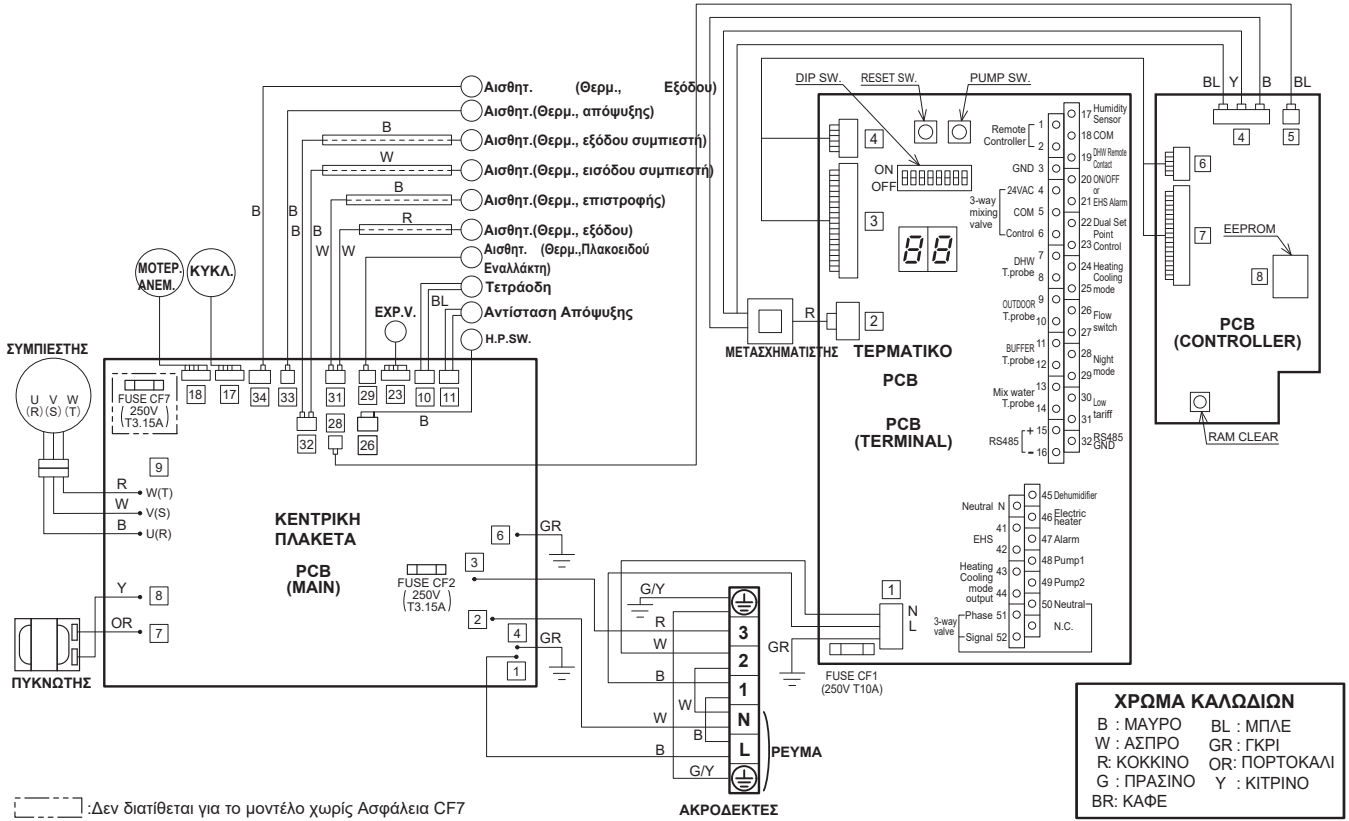 Αισθητ. (Θερμ., Εξόδου)
Αισθητ.(Θερμ., απόψυξης)
B
Αισθητ.(Θερμ., εξόδου συμπιεστή)
W
Αισθητ.(Θερμ., εισόδου συμπιεστή)
B
Αισθητ.(Θερμ., επιστροφής)
R
Αισθητ.(Θερμ., εξόδου)
Αισθητ. (Θερμ.,Πλακοειδού
Εναλλάκτη)
Τετράοδη
BL
Αντίσταση Απόψυξης
H.P.SW.
B B B B W W
ΜΟΤΕΡ.
ΑΝΕΜ.
ΚΥΚΛ.
EXP.V.
ΣΥΜΠΙΕΣΤΗΣ
U V W
(R) (S) (T)
FUSE CF7
250V
(T3.15A)
18 17 34 33 31 29 23 10 11
32 28 26
B
9
R W(T)
W V(S)
B U(R)
ΚΕΝΤΡΙΚΗ
ΠΛΑΚΕΤΑ
PCB
(MAIN)
FUSE CF2
250V
(T3.15A)
6 GR
3
2
4 GR
1
Y 8
OR 7
ΠΥΚΝΩΤΗΣ
G/Y
R 3
W 2
B 1
W
W N
B
B L
G/Y
ΡΕΥΜΑ
ΑΚΡΟΔΕΚΤΕΣ
DIP SW.
RESET SW.
PUMP SW.
4
ON
OFF
3
88
R 2
ΜΕΤΑΣΧΗΜΑΤΙΣΤΗΣ
ΤΕΡΜΑΤΙΚΟ
PCB
PCB
(TERMINAL)
Remote
Controller
1
2
GND 3
24VAC 4
3-way
mixing
valve
COM 5
Control 6
DHW
T.probe
7
8
OUTDOOR
T.probe
9
10
BUFFER
T.probe
11
12
Mix water
T.probe
13
14
RS485
+ 15
- 16
17 Humidity
Sensor
18 COM
19 DHW Remote
Contact
20 ON/OFF
or
21 EHS Alarm
22 Dual Set
Point
23 Control
24 Heating
Cooling
25 mode
26 Flow
switch
27
28 Night
mode
29
30 Low
tariff
31
32 RS485
GND
Neutral N
41
EHS
42
Heating
Cooling
mode
output
43
44
3-way
valve
Phase 51
Signal 52
45 Dehumidifier
46 Electric
heater
47 Alarm
48 Pump1
49 Pump2
50 Neutral
N.C.
1
N
L
GR
FUSE CF1
(250V T10A)
BL Y B BL
4 5
6
7
EEPROM
8
PCB
(CONTROLLER)
RAM CLEAR
ΧΡΩΜΑ ΚΑΛΩΔΙΩΝ
B : ΜΑΥΡΟ BL : ΜΠΛΕ
W : ΑΣΠΡΟ GR : ΓΚΡΙ
R: ΚΟΚΚΙΝΟ OR: ΠΟΡΤΟΚΑΛΙ
G : ΠΡΑΣΙΝΟ Y : ΚΙΤΡΙΝΟ
BR: ΚΑΦΕ
:Δεν διατίθεται για το μοντέλο χωρίς Ασφάλεια CF7